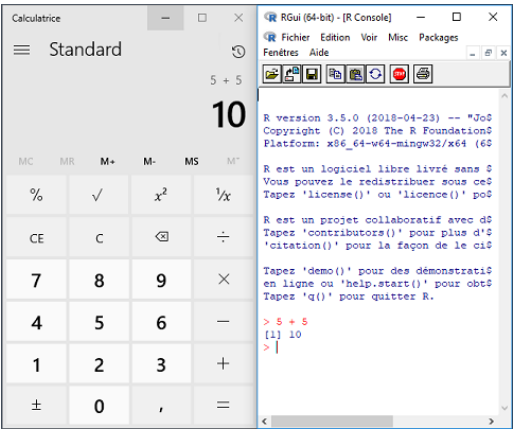 Calculatrice
Standard
5 + 5
10
MC MR M+ M- MS M˅
% √ x² ¹/x
CE C ⌫ ÷
7 8 9 ×
4 5 6 −
1 2 3 +
± 0 , =
RGui (64-bit) - [R Console]
Fichier Edition Voir Misc Packages
Fenêtres Aide
STOP
R version 3.5.0 (2018-04-23) -- "Jo$
Copyright (C) 2018 The R Foundation$
Platform: x86_64-w64-mingw32/x64 (6$
R est un logiciel libre livré sans $
Vous pouvez le redistribuer sous ce$
Tapez 'license()' ou 'licence()' po$
R est un projet collaboratif avec d$
Tapez 'contributors()' pour plus d'$
'citation()' pour la façon de le ci$
Tapez 'demo()' pour des démonstrati$
en ligne ou 'help.start()' pour obt$
Tapez 'q()' pour quitter R.
> 5 + 5
[1] 10
>